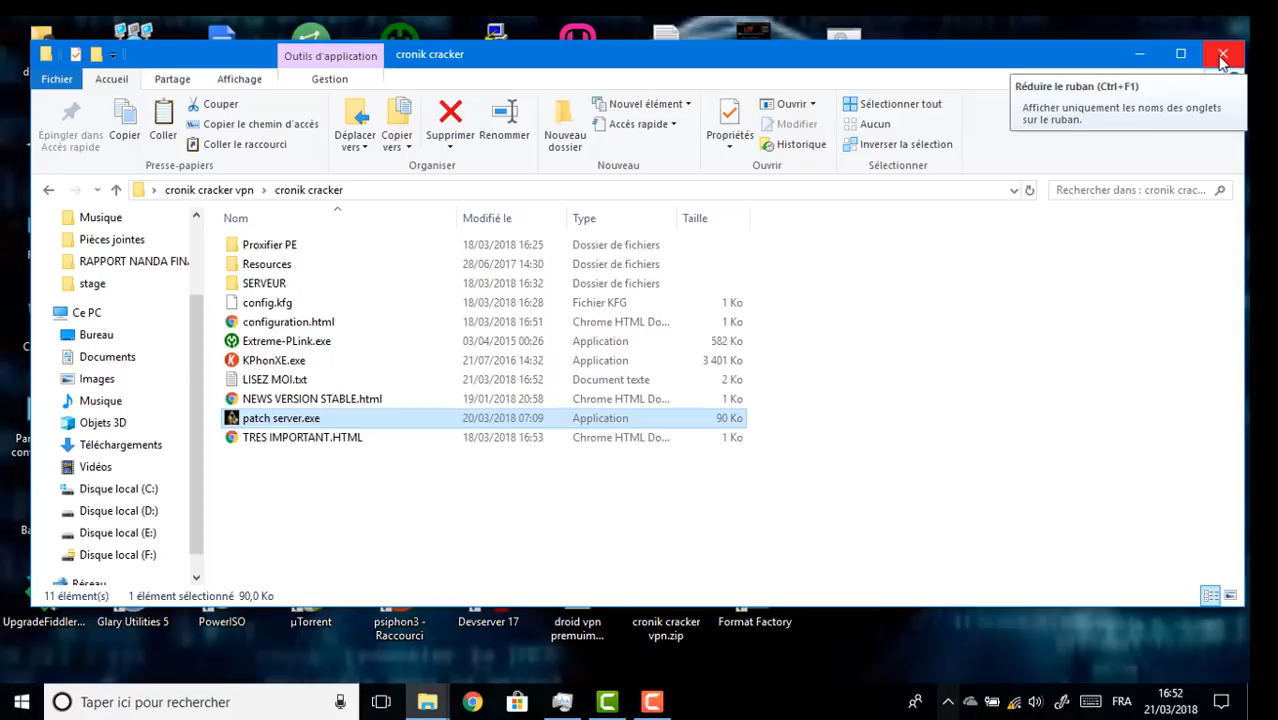 Outils d'application
cronik cracker
Fichier
Accueil
Partage
Affichage
Gestion
Réduire le ruban (Ctrl+F1)
Afficher uniquement les noms des onglets
sur le ruban.
Épingler dans
Accès rapide
Copier
Coller
Couper
Copier le chemin d'accès
Coller le raccourci
Presse-papiers
Déplacer
vers
Copier
vers
Supprimer
Renommer
Organiser
Nouveau
dossier
Nouvel élément
Accès rapide
Nouveau
Propriétés
Ouvrir
Modifier
Historique
Ouvrir
Sélectionner tout
Aucun
Inverser la sélection
Sélectionner
cronik cracker vpn > cronik cracker
Rechercher dans : cronik crac...
Musique
Pièces jointes
RAPPORT NANDA FINA
stage
Ce PC
Bureau
Documents
Images
Musique
Objets 3D
Téléchargements
Vidéos
Disque local (C:)
Disque local (D:)
Disque local (E:)
Disque local (F:)
Réseau
Nom Modifié le Type Taille
Proxifier PE 18/03/2018 16:25 Dossier de fichiers
Resources 28/06/2017 14:30 Dossier de fichiers
SERVEUR 18/03/2018 16:32 Dossier de fichiers
config.kfg 18/03/2018 16:28 Fichier KFG 1 Ko
configuration.html 18/03/2018 16:51 Chrome HTML Do... 1 Ko
Extreme-PLink.exe 03/04/2015 00:26 Application 582 Ko
KPhonXE.exe 21/07/2016 14:32 Application 3 401 Ko
LISEZ MOI.txt 21/03/2018 16:52 Document texte 2 Ko
NEWS VERSION STABLE.html 19/01/2018 20:58 Chrome HTML Do... 1 Ko
patch server.exe 20/03/2018 07:09 Application 90 Ko
TRES IMPORTANT.HTML 18/03/2018 16:53 Chrome HTML Do... 1 Ko
11 élément(s) 1 élément sélectionné 90,0 Ko
UpgradeFiddler...
Glary Utilities 5
PowerISO
µTorrent
psiphon3 -
Raccourci
Devserver 17
droid vpn
premuim...
cronik cracker
vpn.zip
Format Factory
Taper ici pour rechercher
FRA
16:52
21/03/2018